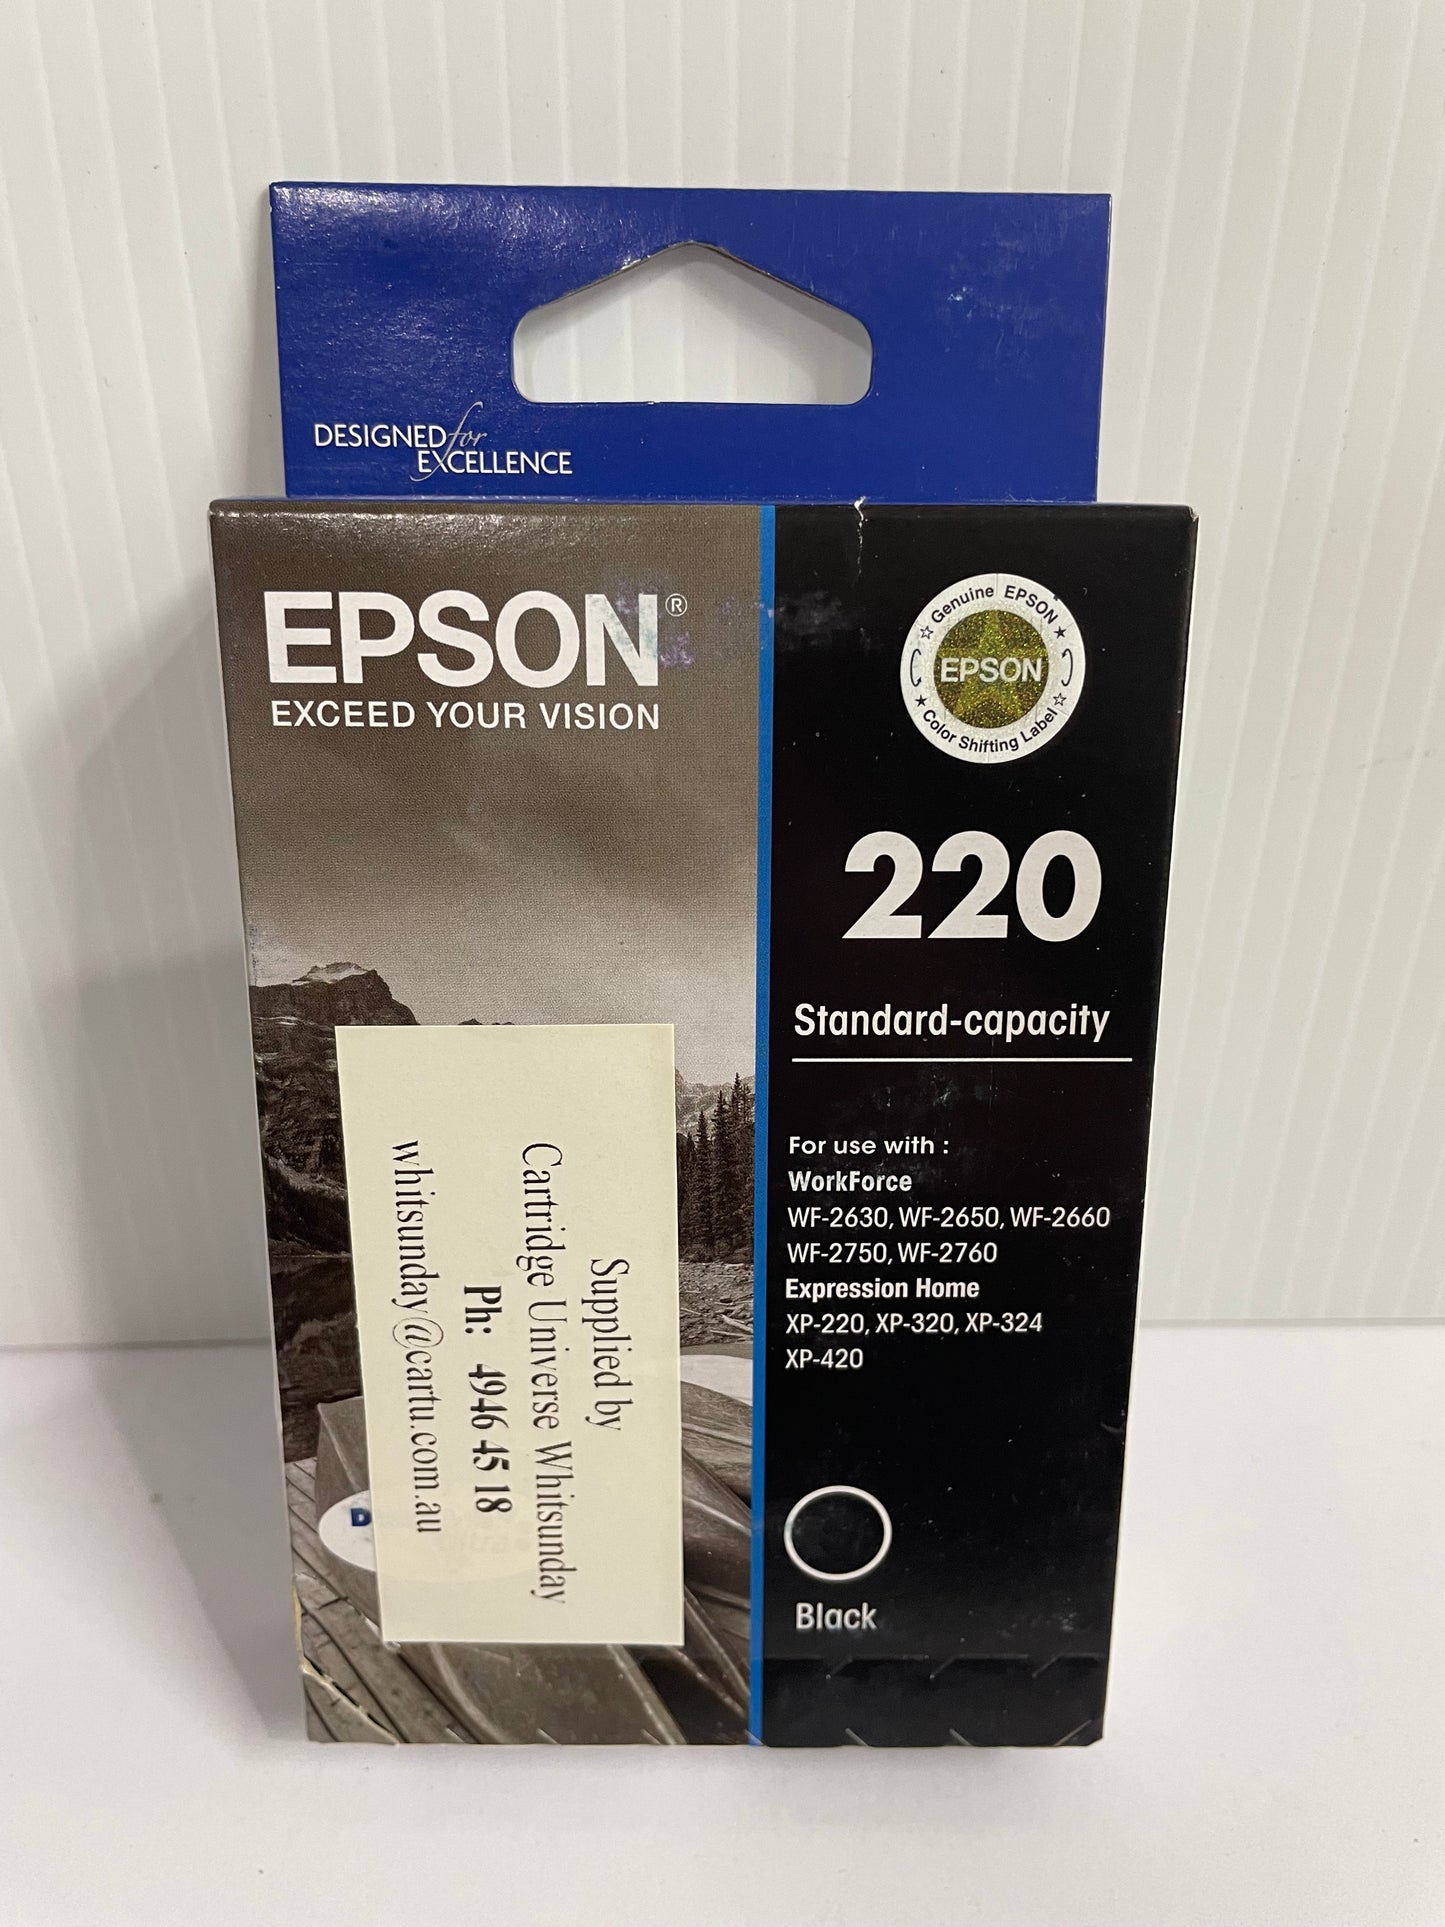 DESIGNED for
EXCELLENCE
EPSON®
EXCEED YOUR VISION
Genuine EPSON
EPSON
Color Shifting Label
220
Standard-capacity
For use with :
WorkForce
WF-2630, WF-2650, WF-2660
WF-2750, WF-2760
Expression Home
XP-220, XP-320, XP-324
XP-420
Black
Supplied by
Cartridge Universe Whitsunday
Ph: 4946 45 18
whitsunday@cartu.com.au